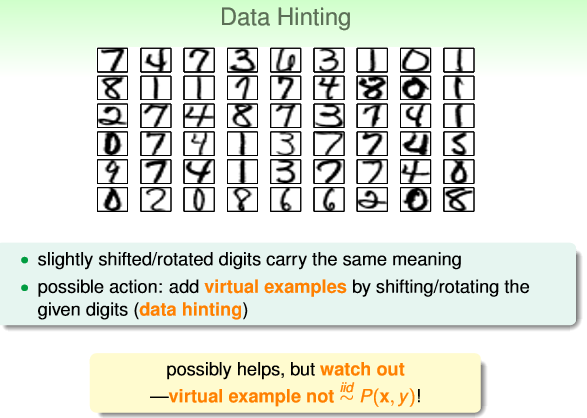 Data Hinting
7 4 7 3 6 3 1 0 1
8 1 1 1 7 4 8 0 1
2 7 4 8 7 3 7 4 1
0 7 4 1 3 7 7 4 5
9 7 4 1 3 7 7 4 0
0 2 0 8 6 6 2 0 8
• slightly shifted/rotated digits carry the same meaning
• possible action: add virtual examples by shifting/rotating the
given digits (data hinting)
possibly helps, but watch out
—virtual example not iid∼ P(x, y)!